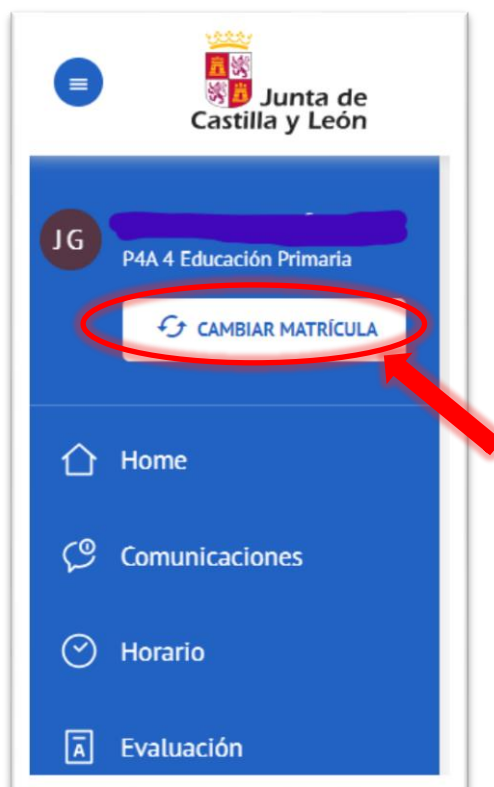 Junta de
Castilla y León
JG
P4A 4 Educación Primaria
CAMBIAR MATRÍCULA
Home
Comunicaciones
Horario
Evaluación